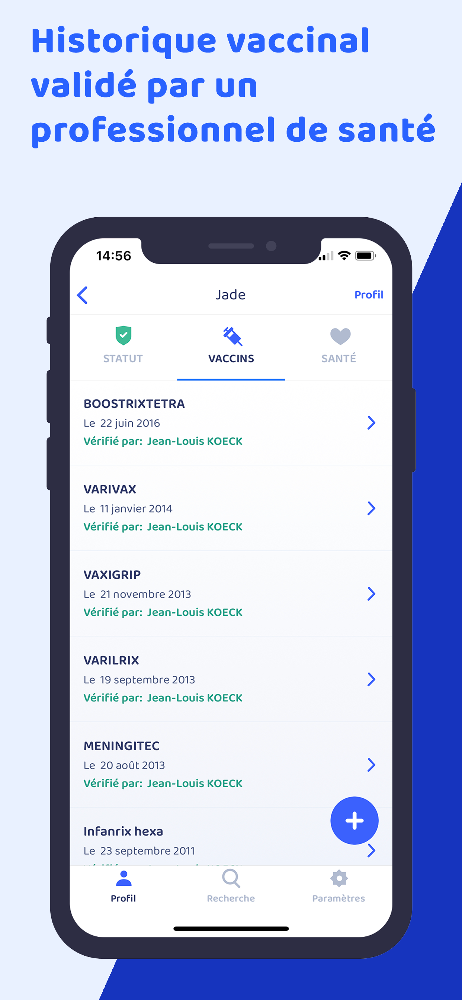 Historique vaccinal
validé par un
professionnel de santé
14:56
Jade
Profil
STATUT
VACCINS
SANTÉ
BOOSTRIXTETRA
Le 22 juin 2016
Vérifié par: Jean-Louis KOECK
VARIVAX
Le 11 janvier 2014
Vérifié par: Jean-Louis KOECK
VAXIGRIP
Le 21 novembre 2013
Vérifié par: Jean-Louis KOECK
VARILRIX
Le 19 septembre 2013
Vérifié par: Jean-Louis KOECK
MENINGITEC
Le 20 août 2013
Vérifié par: Jean-Louis KOECK
Infanrix hexa
Le 23 septembre 2011
Profil
Recherche
Paramètres